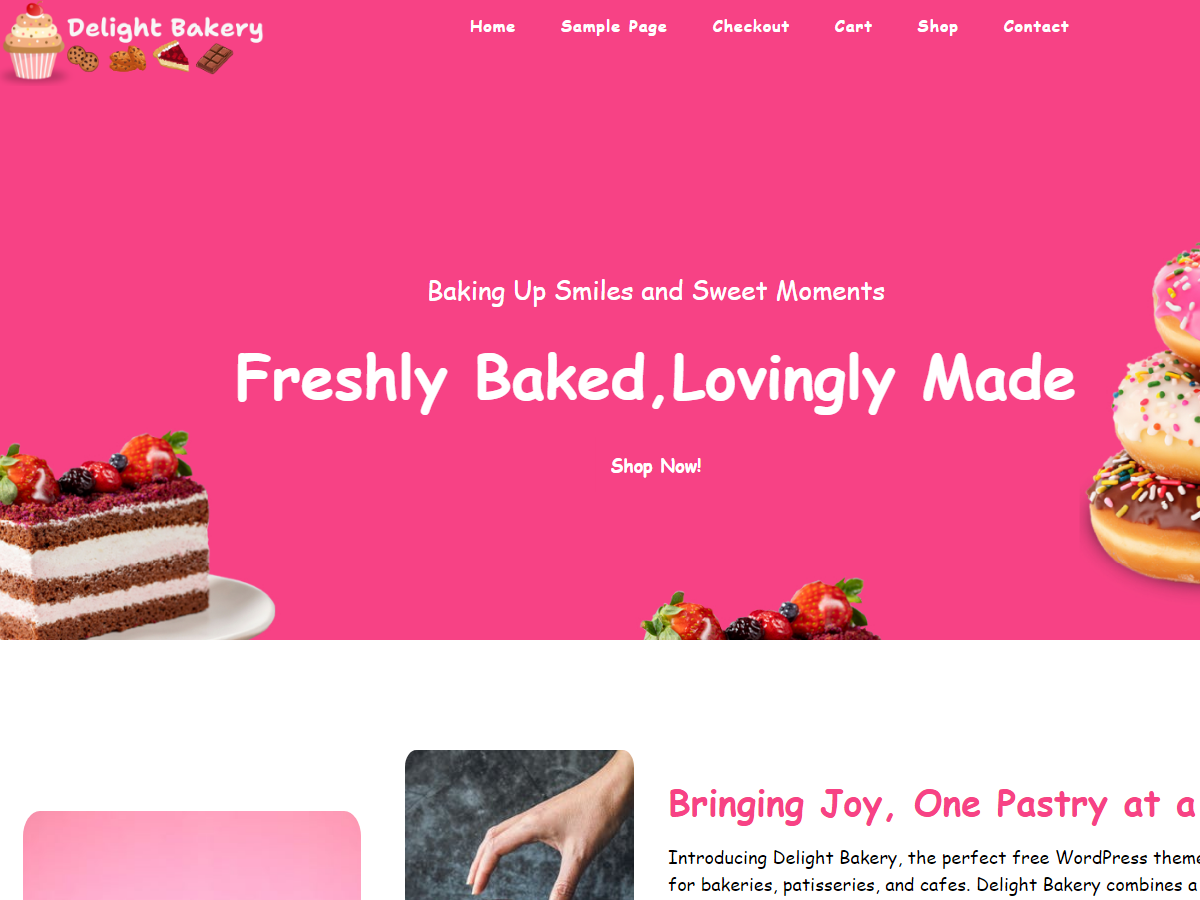 Delight Bakery
Home Sample Page Checkout Cart Shop Contact
Baking Up Smiles and Sweet Moments
Freshly Baked,Lovingly Made
Shop Now!
Bringing Joy, One Pastry at a
Introducing Delight Bakery, the perfect free WordPress theme
for bakeries, patisseries, and cafes. Delight Bakery combines a